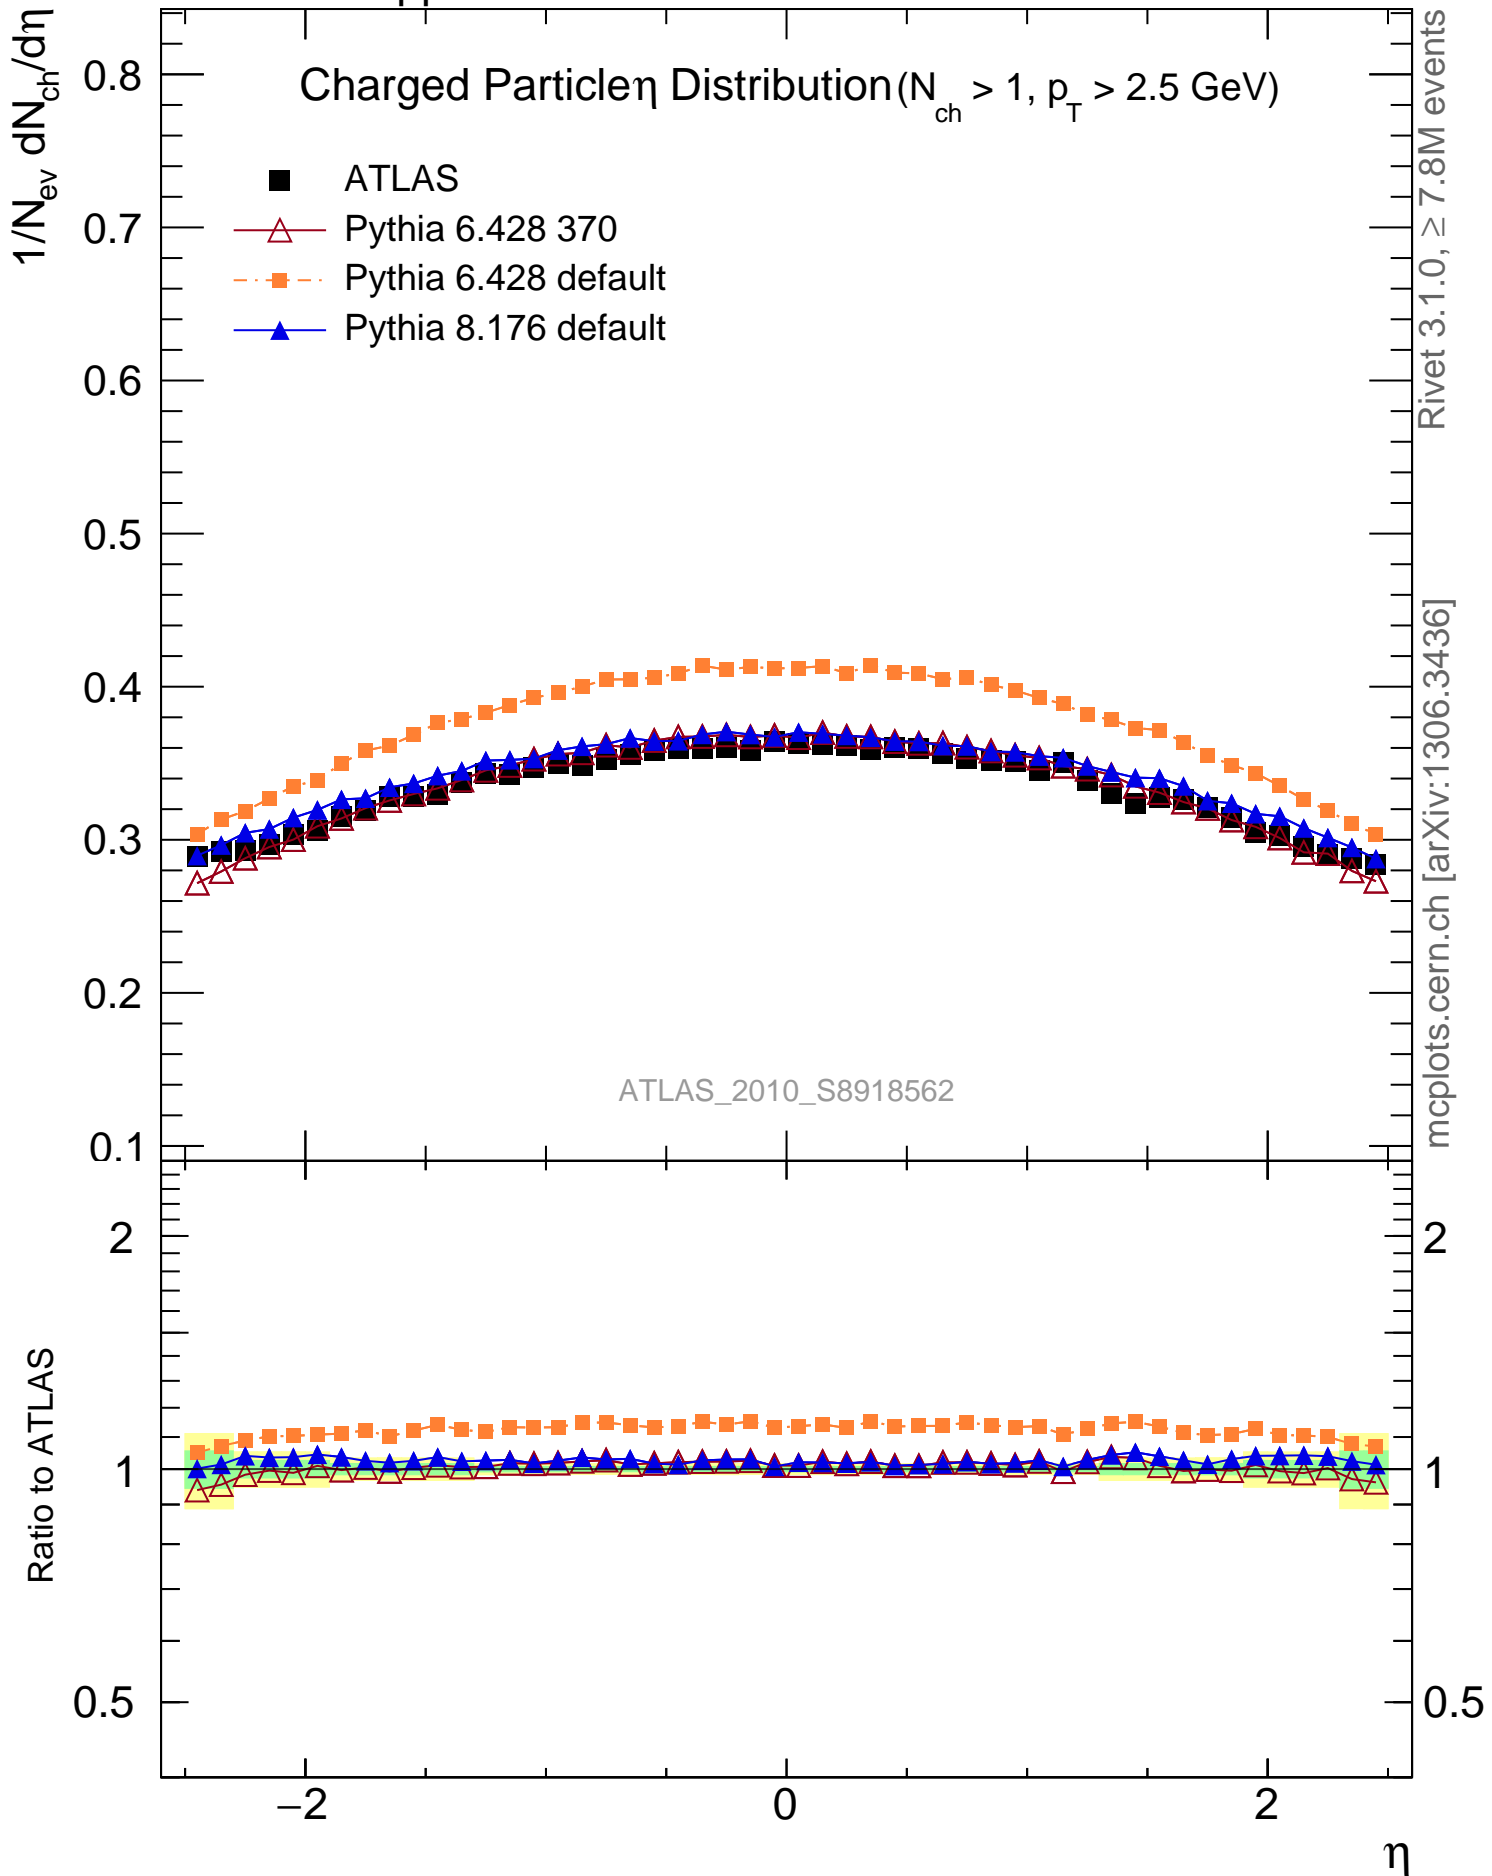 pp
1/N_ev dN_ch/dη
Charged Particle η Distribution (N_ch > 1, p_T > 2.5 GeV)
ATLAS
Pythia 6.428 370
Pythia 6.428 default
Pythia 8.176 default
0.8
0.7
0.6
0.5
0.4
0.3
0.2
0.1
ATLAS_2010_S8918562
Rivet 3.1.0, ≥ 7.8M events
mcplots.cern.ch [arXiv:1306.3436]
Ratio to ATLAS
2
1
0.5
2
1
0.5
−2
0
2
η